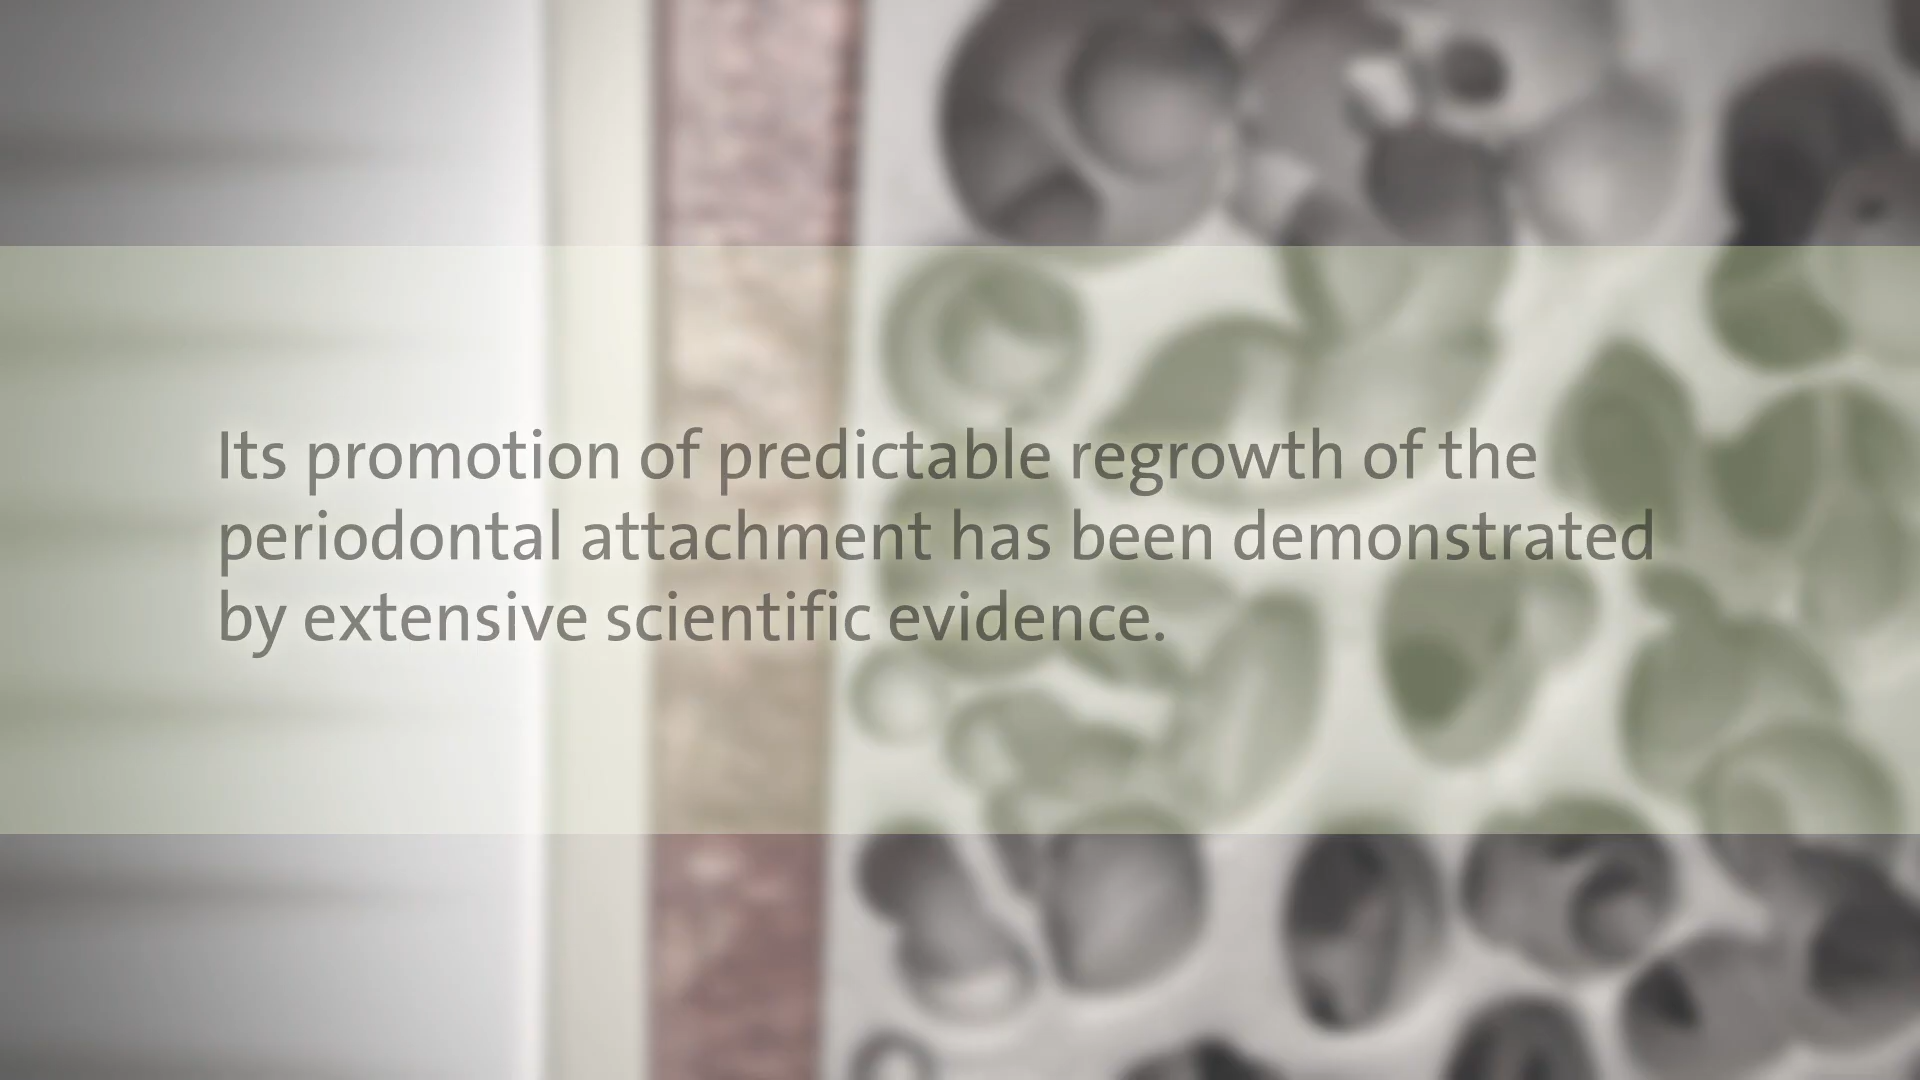 Its promotion of predictable regrowth of the
periodontal attachment has been demonstrated
by extensive scientific evidence.